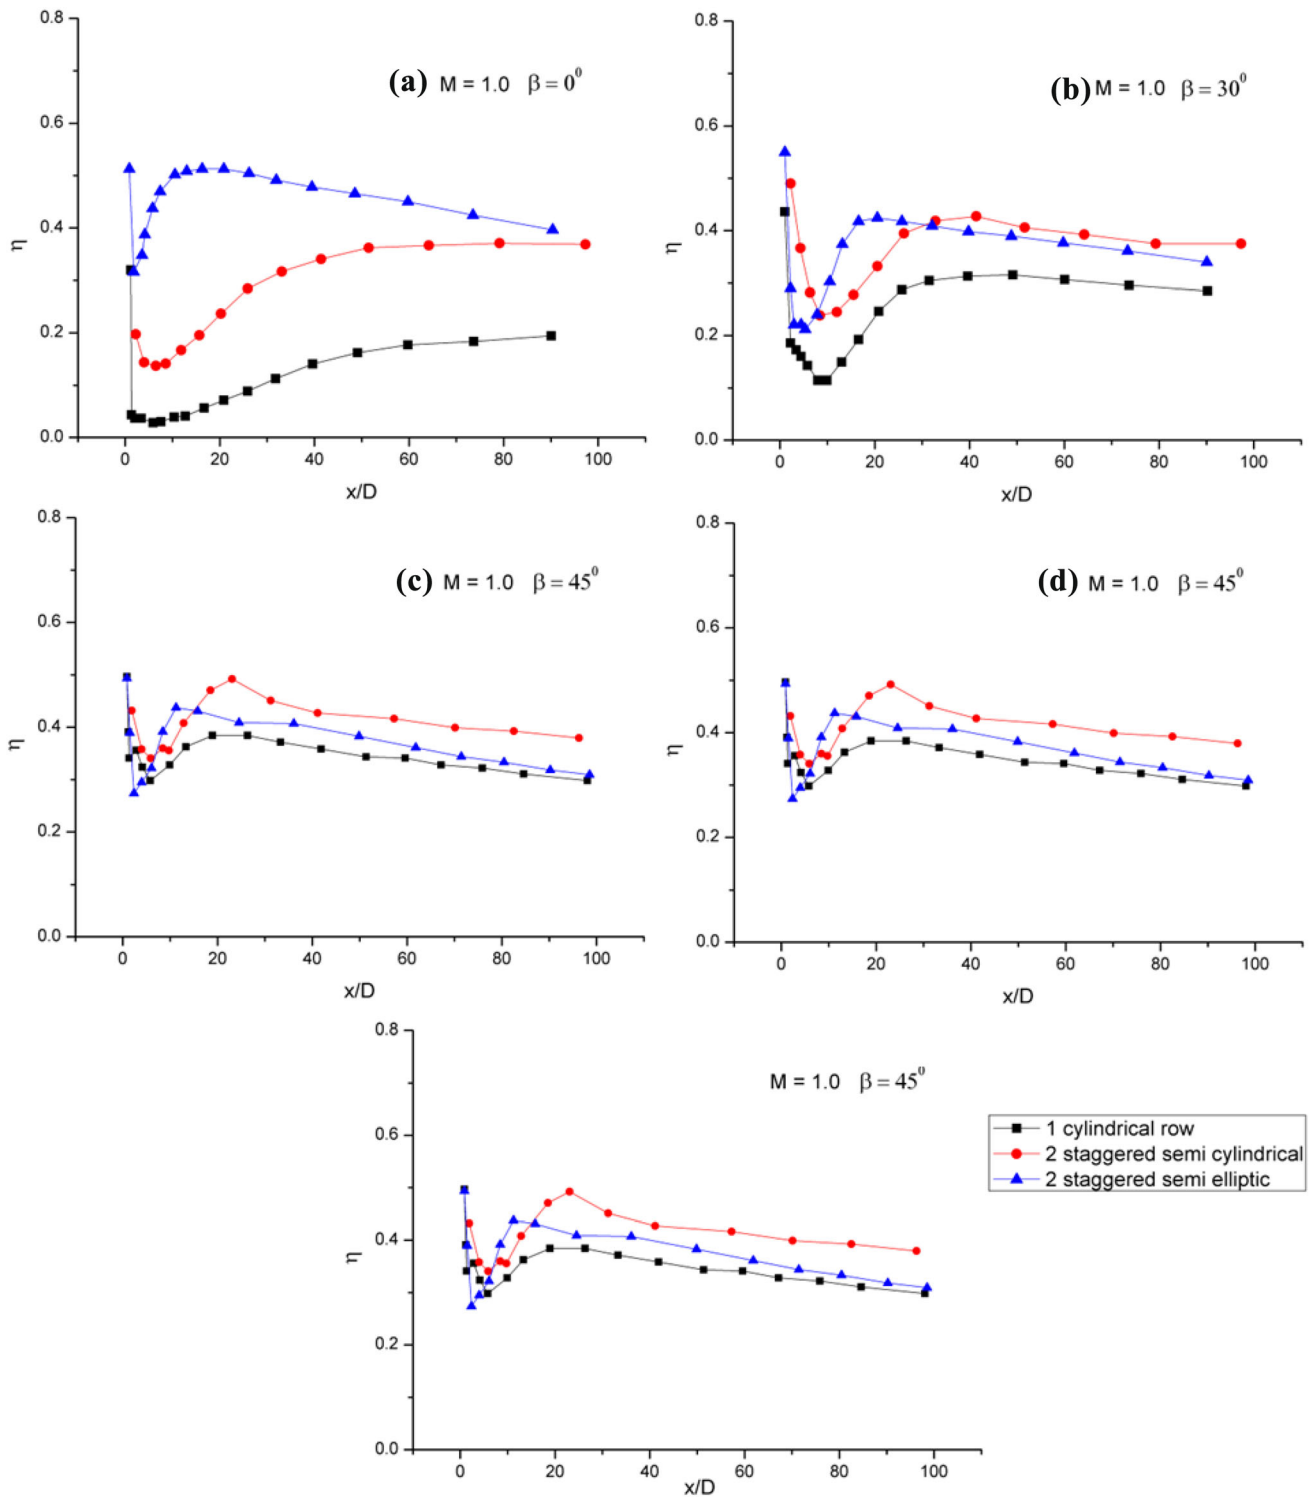 (a) M = 1.0 β = 0⁰
0.8
0.6
0.4
0.2
0.0
η
0 20 40 60 80 100
x/D
(b) M = 1.0 β = 30⁰
0.8
0.6
0.4
0.2
0.0
η
0 20 40 60 80 100
x/D
(c) M = 1.0 β = 45⁰
0.8
0.6
0.4
0.2
0.0
η
0 20 40 60 80 100
x/D
(d) M = 1.0 β = 45⁰
0.8
0.6
0.4
0.2
0.0
η
0 20 40 60 80 100
x/D
M = 1.0 β = 45⁰
0.8
0.6
0.4
0.2
0.0
η
0 20 40 60 80 100
x/D
1 cylindrical row
2 staggered semi cylindrical
2 staggered semi elliptic